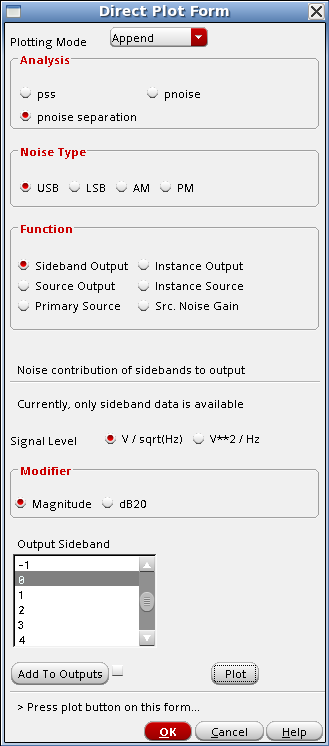 Direct Plot Form
Plotting Mode Append
Analysis
pss pnoise
pnoise separation
Noise Type
USB LSB AM PM
Function
Sideband Output Instance Output
Source Output Instance Source
Primary Source Src. Noise Gain
Noise contribution of sidebands to output
Currently, only sideband data is available
Signal Level V / sqrt(Hz) V**2 / Hz
Modifier
Magnitude dB20
Output Sideband
-1
0
1
2
3
4
Add To Outputs Plot
> Press plot button on this form...
OK Cancel Help